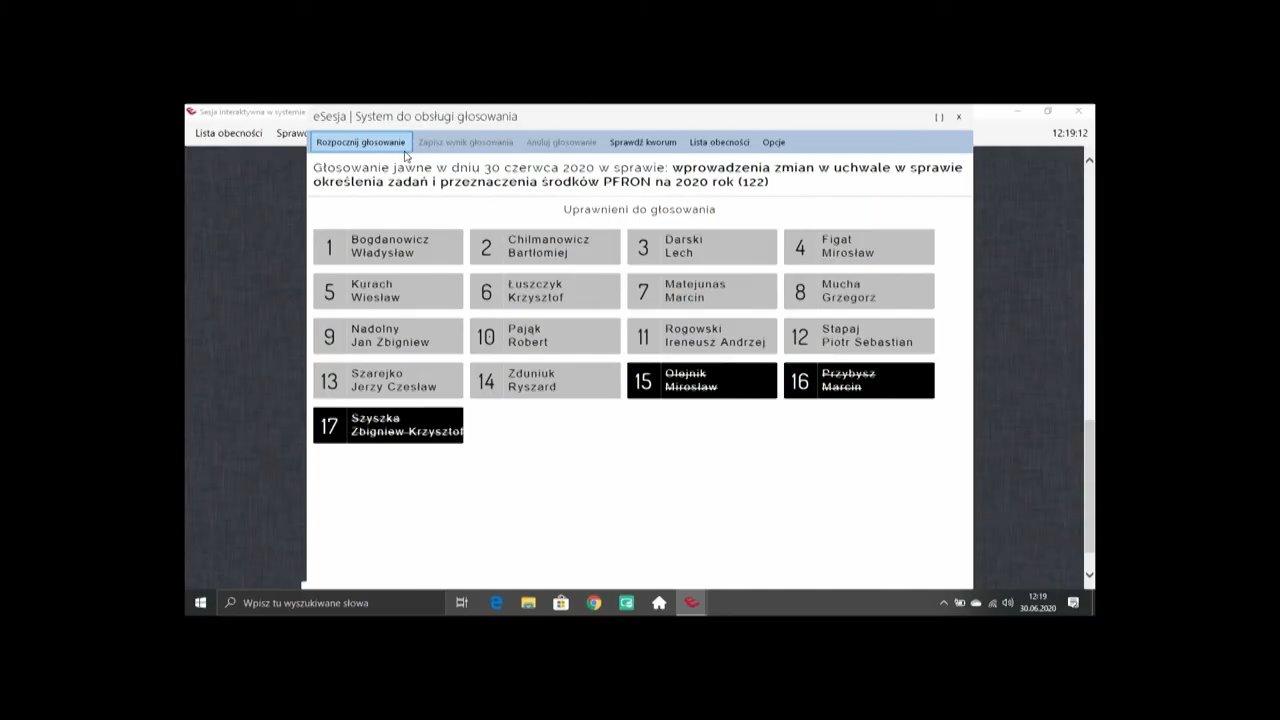 Sesja interaktywna w systemie
eSesja | System do obsługi głosowania
Lista obecności
12:19:12
Rozpocznij głosowanie Zapisz wynik głosowania Anuluj głosowanie Sprawdź kworum Lista obecności Opcje
Głosowanie jawne w dniu 30 czerwca 2020 w sprawie: wprowadzenia zmian w uchwale w sprawie
określenia zadań i przeznaczenia środków PFRON na 2020 rok (122)
Uprawnieni do głosowania
1 Bogdanowicz
Władysław
2 Chilmanowicz
Bartłomiej
3 Darski
Lech
4 Figat
Mirosław
5 Kurach
Wiesław
6 Łuszczyk
Krzysztof
7 Matejunas
Marcin
8 Mucha
Grzegorz
9 Nadolny
Jan Zbigniew
10 Pająk
Robert
11 Rogowski
Ireneusz Andrzej
12 Stapaj
Piotr Sebastian
13 Szarejko
Jerzy Czesław
14 Zduniuk
Ryszard
15 Olejnik
Mirosław
16 Przybysz
Marcin
17 Szyszka
Zbigniew Krzysztof
Wpisz tu wyszukiwane słowa
12:19
30.06.2020